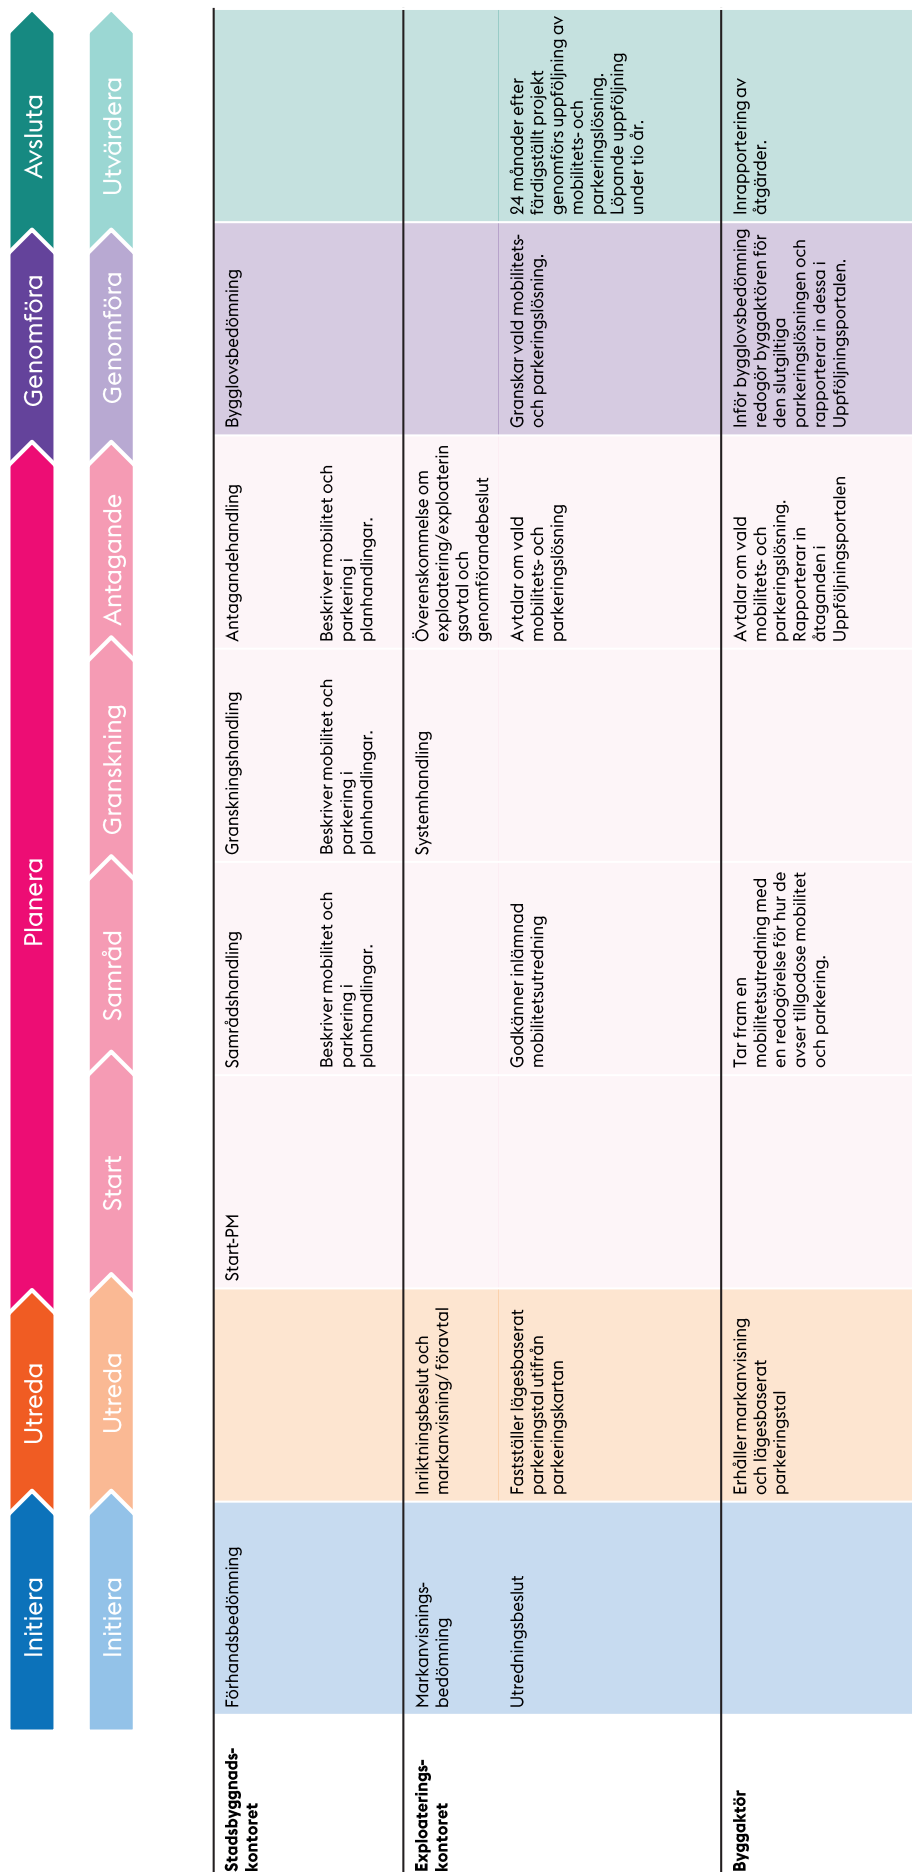 Initiera
Utreda
Planera
Genomföra
Avsluta
Initiera
Utreda
Start
Samråd
Granskning
Antagande
Genomföra
Utvärdera
Stadsbyggnads-
kontoret
Förhandsbedömning
Start-PM
Samrådshandling
Beskriver mobilitet och
parkering i
planhandlingar.
Granskningshandling
Beskriver mobilitet och
parkering i
planhandlingar.
Antagandehandling
Beskriver mobilitet och
parkering i
planhandlingar.
Bygglovsbedömning
Exploaterings-
kontoret
Markanvisnings-
bedömning
Utredningsbeslut
Inriktningsbeslut och
markanvisning/ föravtal
Fastställer lägesbaserat
parkeringstal utifrån
parkeringskartan
Godkänner inlämnad
mobilitetsutredning
Systemhandling
Överenskommelse om
exploatering/exploaterin
gsavtal och
genomförandebeslut
Avtalar om vald
mobilitets- och
parkeringslösning
Granskar vald mobilitets-
och parkeringslösning.
24 månader efter
färdigställt projekt
genomförs uppföljning av
mobilitets- och
parkeringslösning.
Löpande uppföljning
under tio år.
Byggaktör
Erhåller markanvisning
och lägesbaserat
parkeringstal
Tar fram en
mobilitetsutredning med
en redogörelse för hur de
avser tillgodose mobilitet
och parkering.
Avtalar om vald
mobilitets- och
parkeringslösning.
Rapporterar in
åtaganden i
Uppföljningsportalen
Inför bygglovsbedömning
redogör byggaktören för
den slutgiltiga
parkeringslösningen och
rapporterar in dessa i
Uppföljningsportalen.
Inrapportering av
åtgärder.